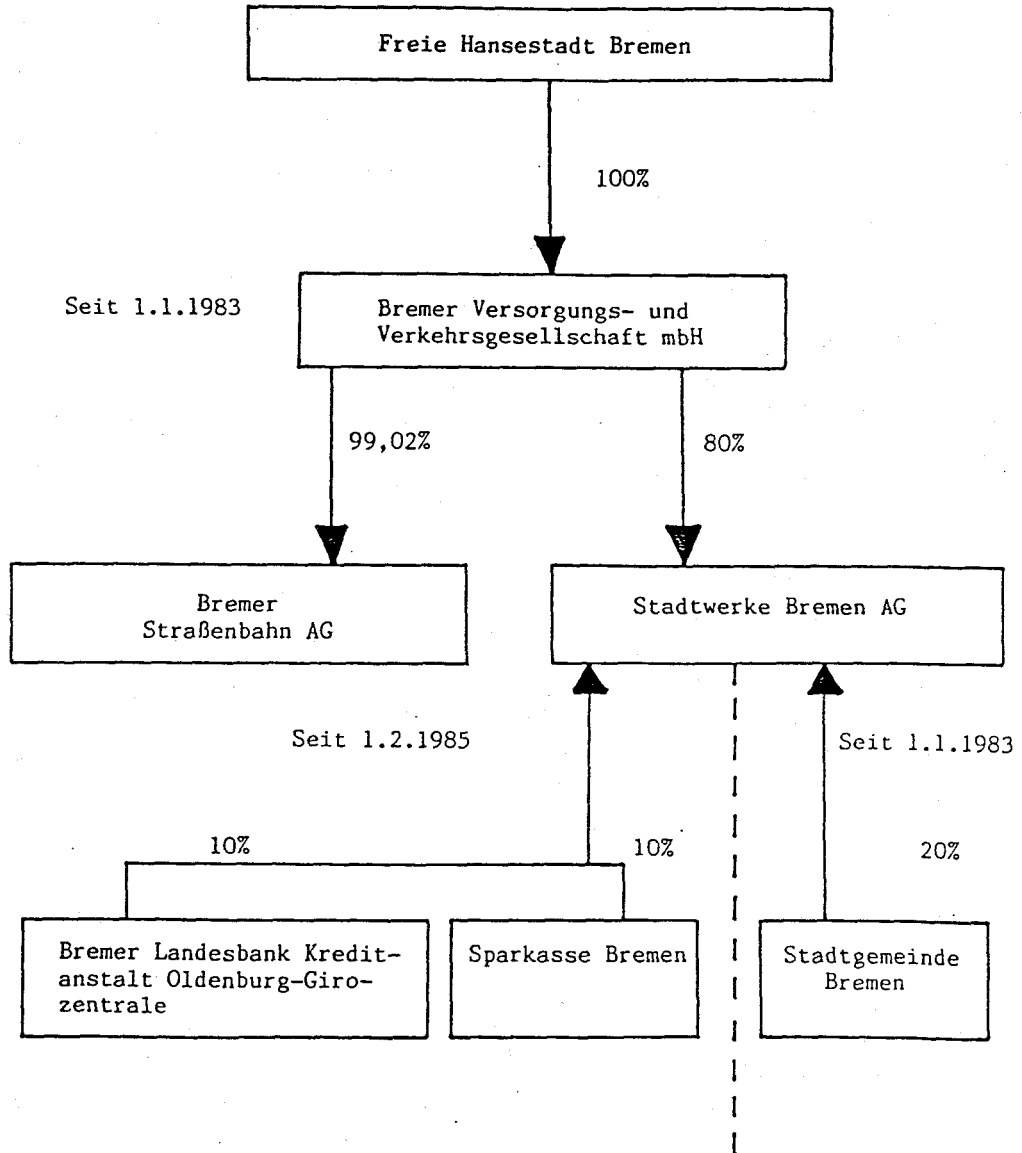 Freie Hansestadt Bremen
100%
Seit 1.1.1983
Bremer Versorgungs- und
Verkehrsgesellschaft mbH
99,02%
80%
Bremer
Straßenbahn AG
Stadtwerke Bremen AG
Seit 1.2.1985
Seit 1.1.1983
10%
10%
20%
Bremer Landesbank Kredit-
anstalt Oldenburg-Giro-
zentrale
Sparkasse Bremen
Stadtgemeinde
Bremen